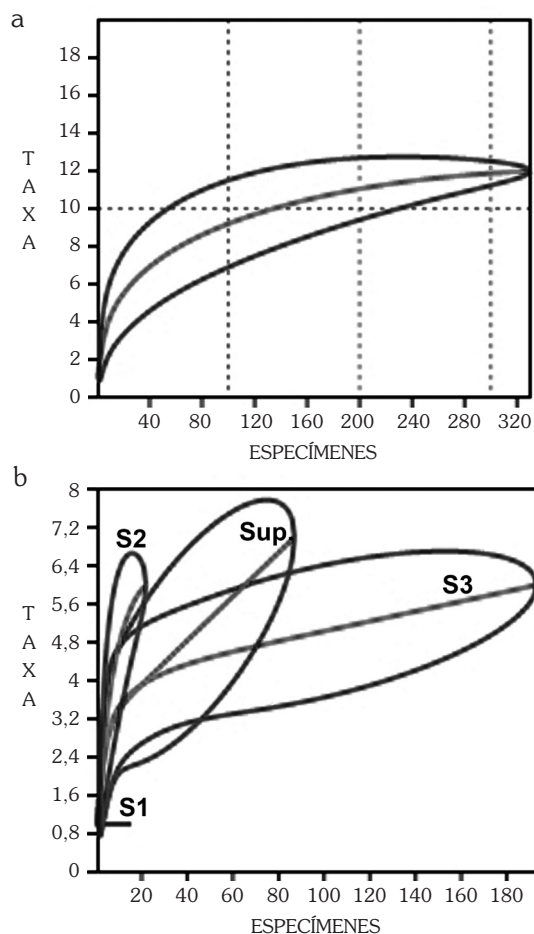 a
18
16
14
12
10
8
6
4
2
0
T
A
X
A
40 80 120 160 200 240 280 320
ESPECÍMENES
b
8
7,2
6,4
5,6
4,8
4
3,2
2,4
1,6
0,8
0
T
A
X
A
S2
Sup.
S3
S1
20 40 60 80 100 120 140 160 180
ESPECÍMENES